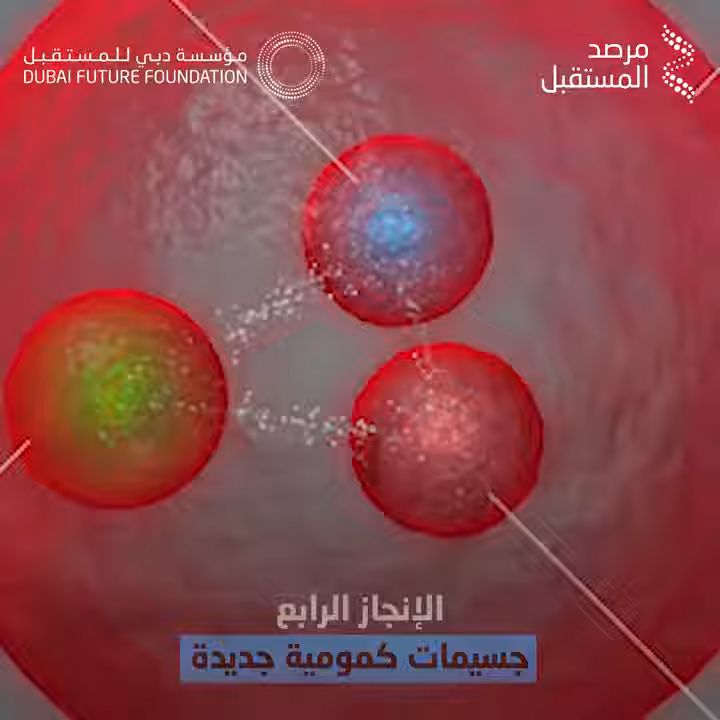 مؤسسة دبي للمستقبل
DUBAI FUTURE FOUNDATION
مرصد
المستقبل
الإنجاز الرابع
جسيمات كمومية جديدة